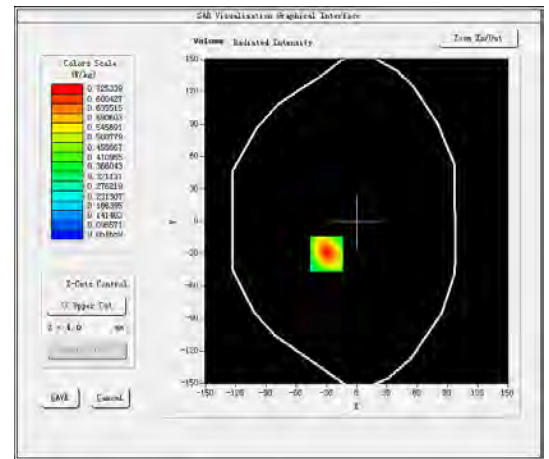 SAR Visualisation Graphical Interface
Volume Radiated Intensity
Zoom In/Out
Colors Scale
(W/kg)
0.725339
0.680427
0.635515
0.590603
0.545691
0.500779
0.455867
0.410955
0.366043
0.321131
0.276219
0.231307
0.186395
0.141483
0.096571
150
120
90
60
30
0
-30
-60
-90
-120
-150
Y
-150 -120 -90 -60 -30 0 30 60 90 120 150
X
Z-Cuts Control
Upper Cut
Z = 4.0 mm
SAVE
Cancel